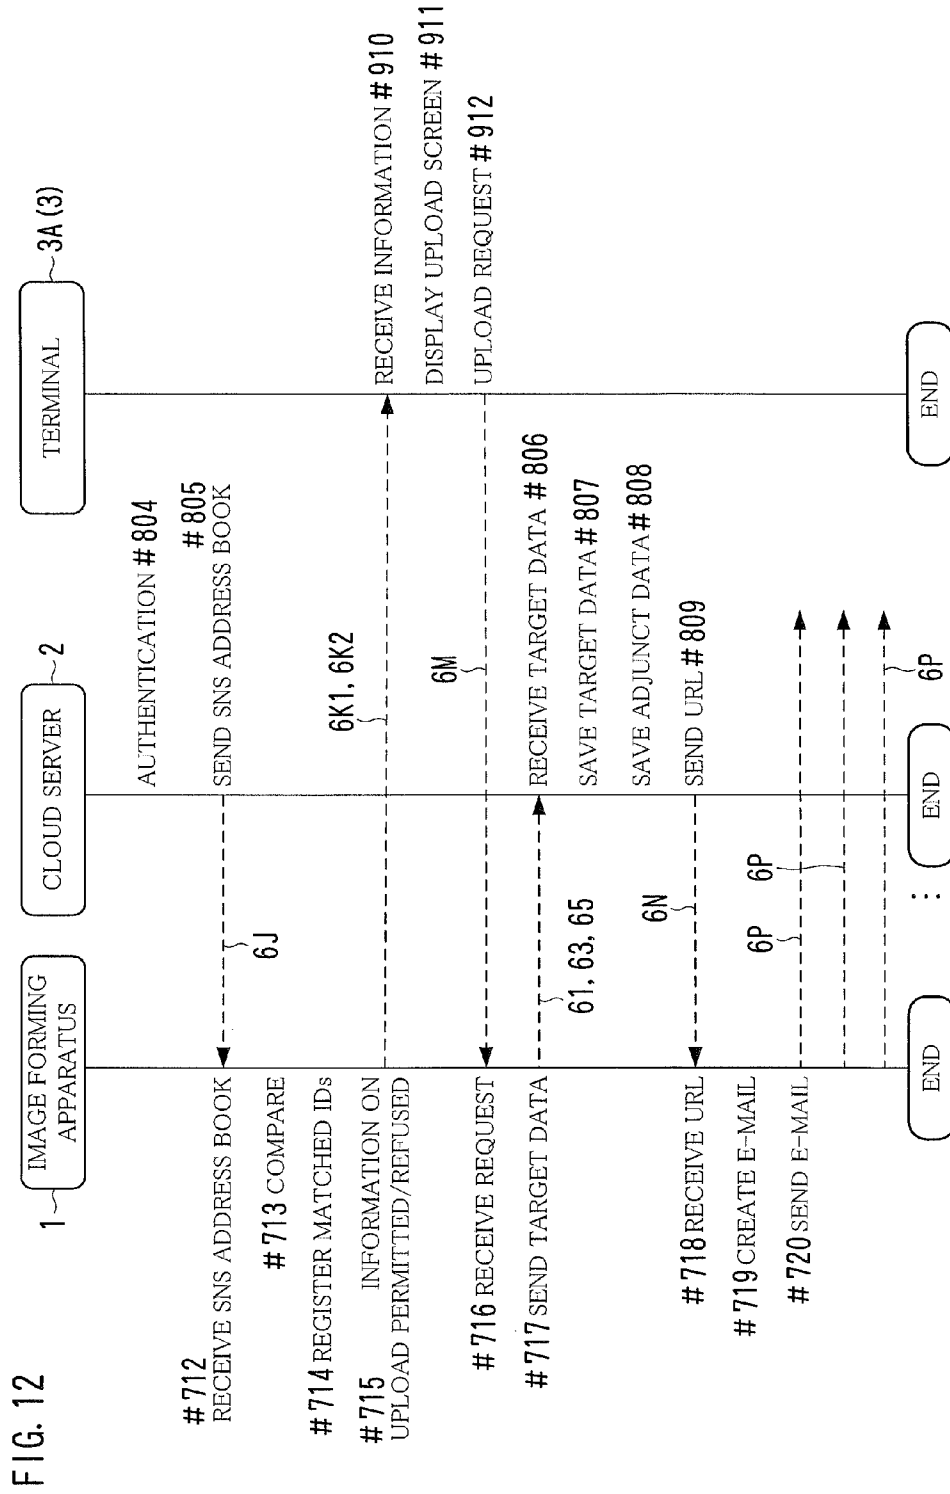 FIG. 12
1
IMAGE FORMING
APPARATUS
CLOUD SERVER
2
TERMINAL
3A (3)
AUTHENTICATION #804
#805
SEND SNS ADDRESS BOOK
6J
#712
RECEIVE SNS ADDRESS BOOK
#713 COMPARE
#714 REGISTER MATCHED IDs
#715
INFORMATION ON
UPLOAD PERMITTED/REFUSED
6K1, 6K2
RECEIVE INFORMATION #910
DISPLAY UPLOAD SCREEN #911
UPLOAD REQUEST #912
6M
#716 RECEIVE REQUEST
#717 SEND TARGET DATA
61, 63, 65
RECEIVE TARGET DATA #806
SAVE TARGET DATA #807
SAVE ADJUNCT DATA #808
SEND URL #809
6N
#718 RECEIVE URL
#719 CREATE E-MAIL
#720 SEND E-MAIL
6P
6P
6P
END
...
END
END